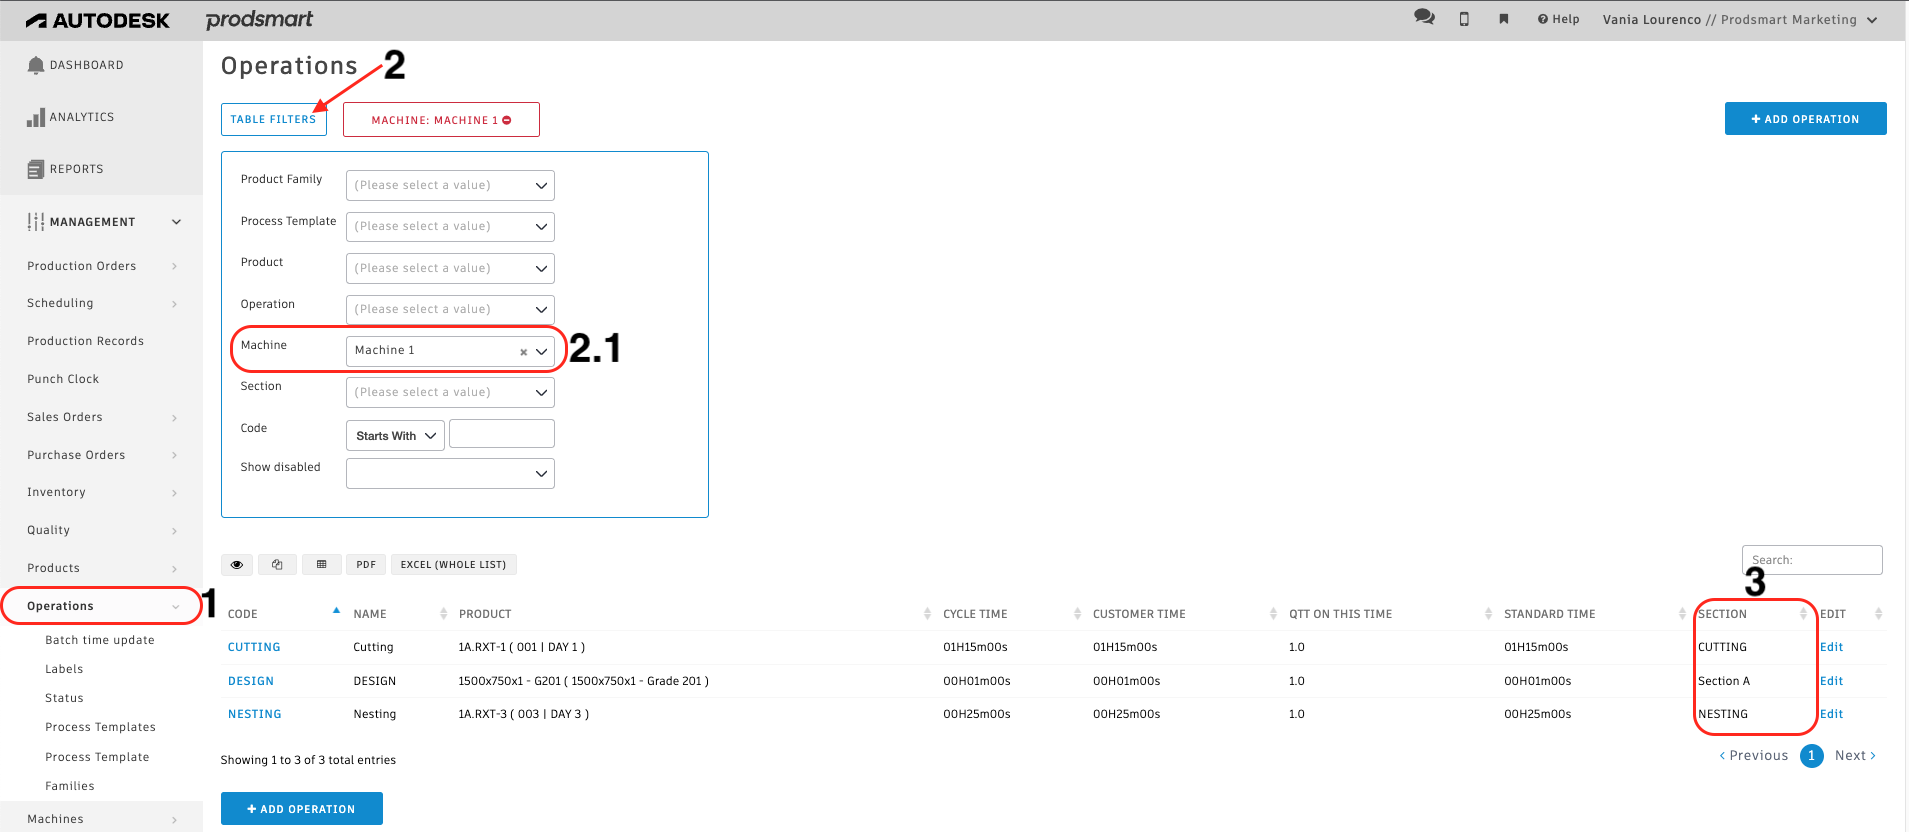 AUTODESK prodsmart Help Vania Lourenco // Prodsmart Marketing
DASHBOARD
ANALYTICS
REPORTS
MANAGEMENT
Production Orders
Scheduling
Production Records
Punch Clock
Sales Orders
Purchase Orders
Inventory
Quality
Products
Operations
1
Batch time update
Labels
Status
Process Templates
Process Template
Families
Machines
Operations
2
TABLE FILTERS MACHINE: MACHINE 1
+ ADD OPERATION
Product Family (Please select a value)
Process Template (Please select a value)
Product (Please select a value)
Operation (Please select a value)
Machine Machine 1 ×
2.1
Section (Please select a value)
Code Starts With
Show disabled
PDF EXCEL (WHOLE LIST)
Search:
3
CODE NAME PRODUCT CYCLE TIME CUSTOMER TIME QTT ON THIS TIME STANDARD TIME SECTION EDIT
CUTTING Cutting 1A.RXT-1 ( 001 | DAY 1 ) 01H15m00s 01H15m00s 1.0 01H15m00s CUTTING Edit
DESIGN DESIGN 1500x750x1 - G201 ( 1500x750x1 - Grade 201 ) 00H01m00s 00H01m00s 1.0 00H01m00s Section A Edit
NESTING Nesting 1A.RXT-3 ( 003 | DAY 3 ) 00H25m00s 00H25m00s 1.0 00H25m00s NESTING Edit
Showing 1 to 3 of 3 total entries
‹ Previous 1 Next ›
+ ADD OPERATION